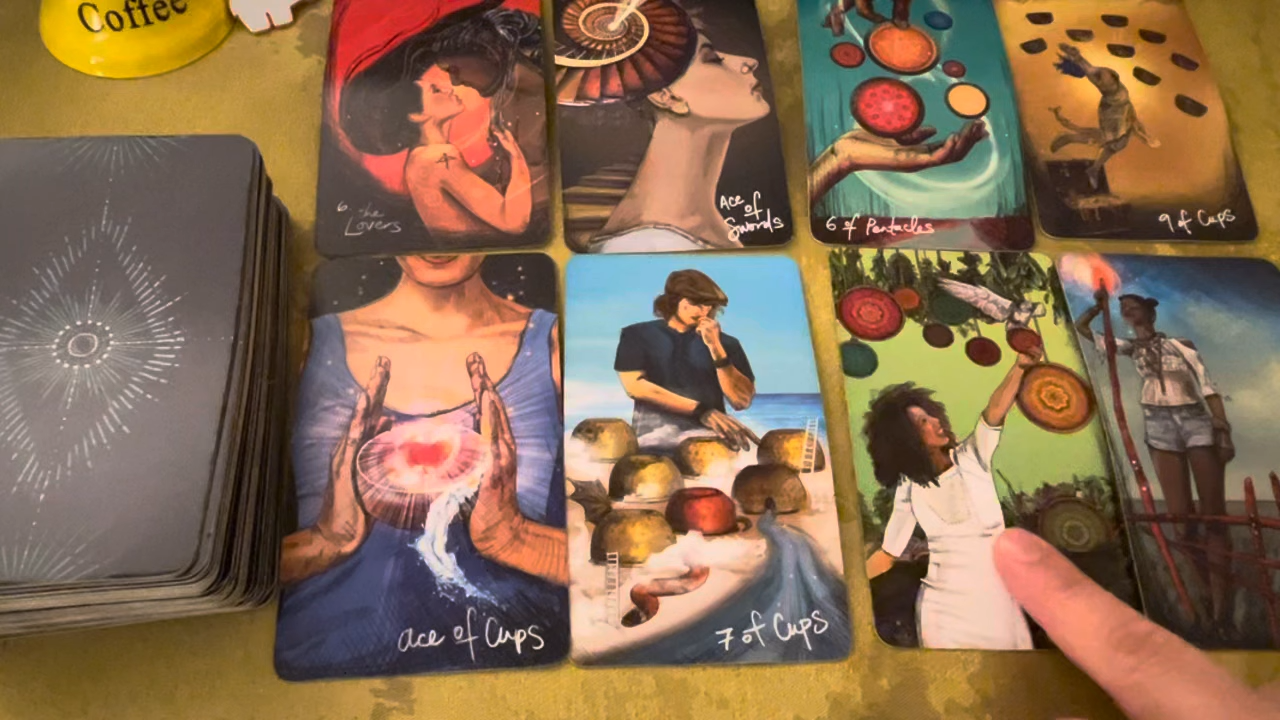 Coffee
6 the
Lovers
Ace
of
Swords
6 of Pentacles
9 of Cups
ace of Cups
7 of Cups